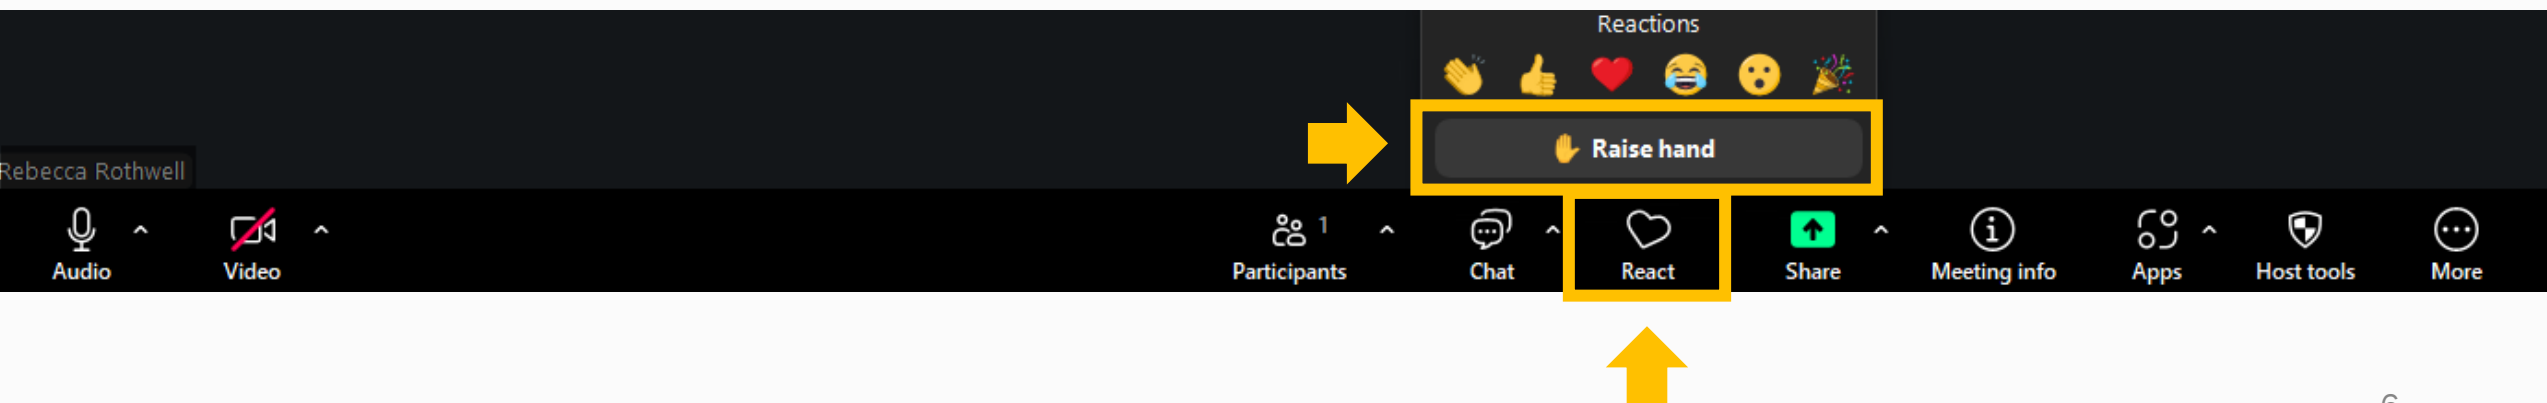 Reactions
Raise hand
Rebecca Rothwell
1
Audio
Video
Participants
Chat
React
Share
Meeting info
Apps
Host tools
More